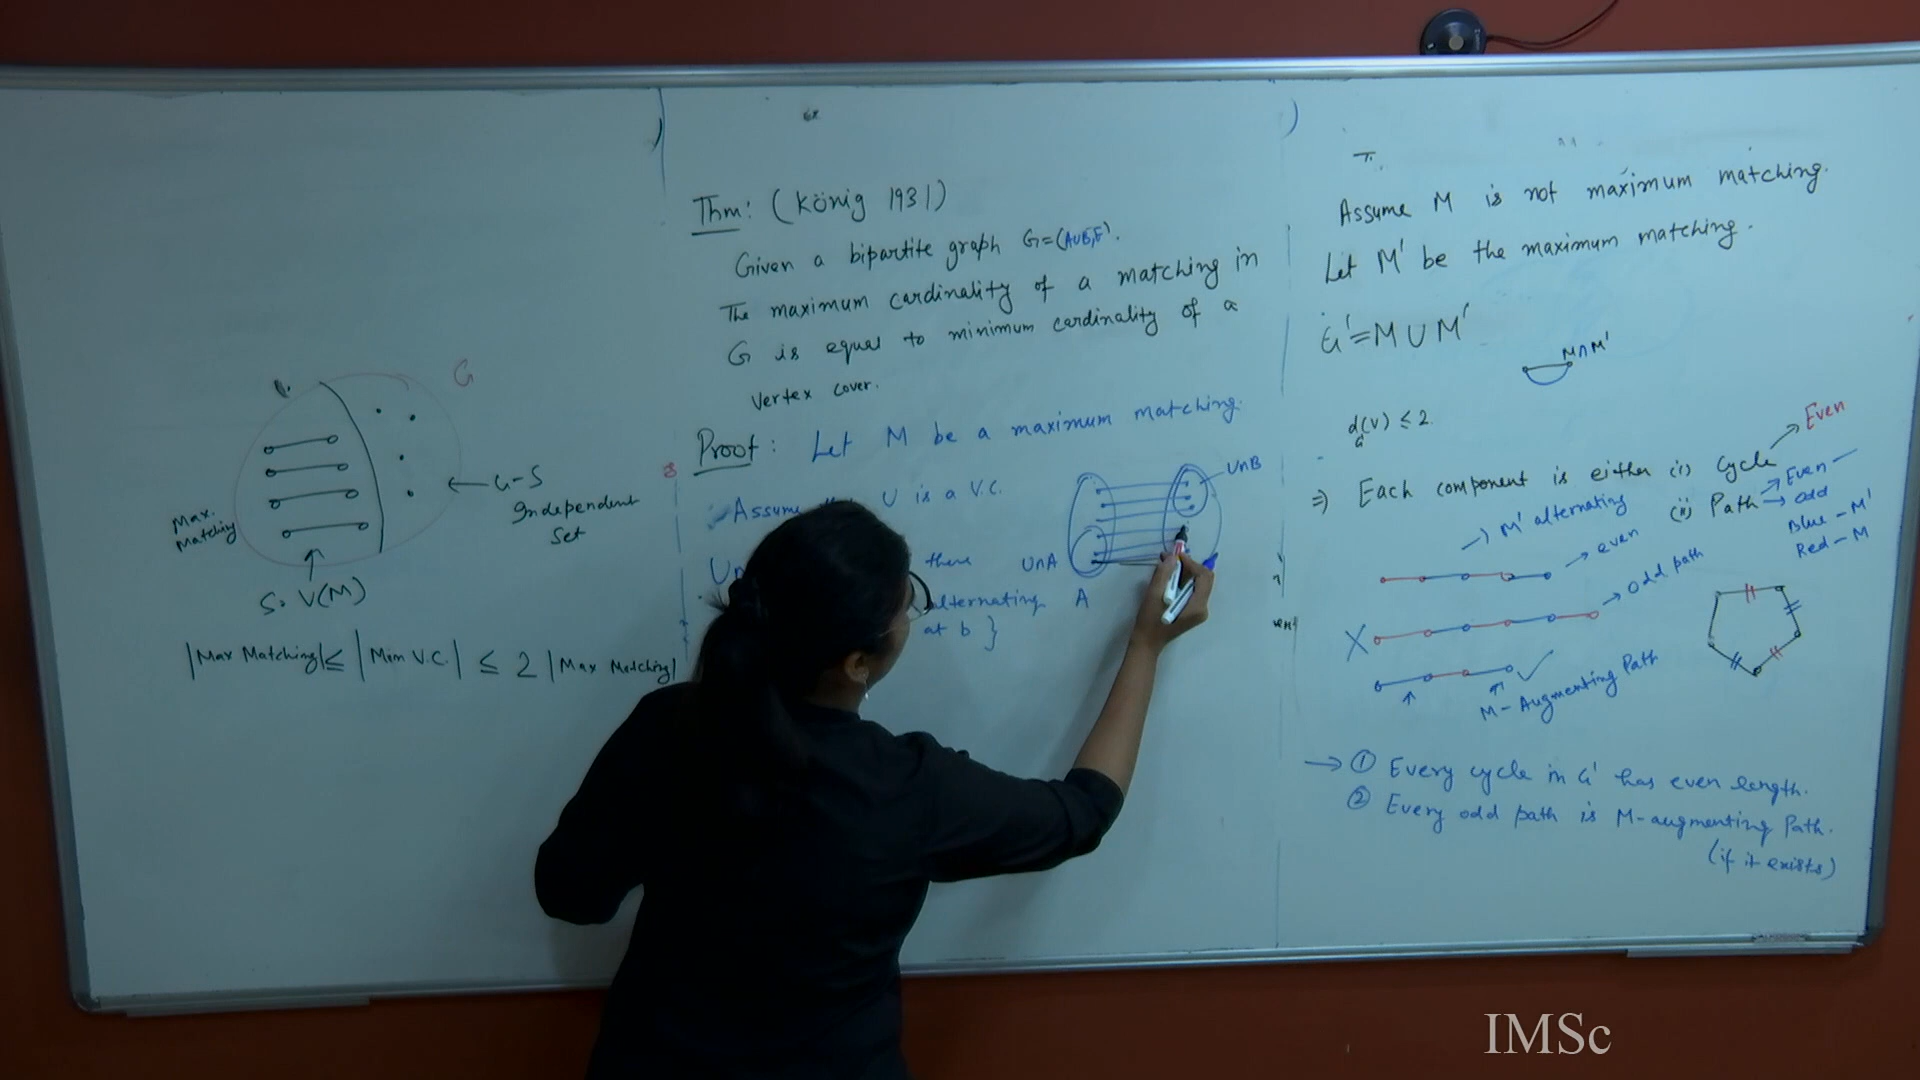 G
Max.
Matching
G-S
Independent
Set
S. V(M)
|Max Matching| ≤ |Min V.C.| ≤ 2 |Max Matching|
Thm: (König 1931)
Given a bipartite graph G=(AUB,E).
The maximum cardinality of a matching in
G is equal to minimum cardinality of a
vertex cover.
Proof: Let M be a maximum matching.
Assume U is a V.C.
there
alternating
at b }
U∩A
U∩B
A
Assume M is not maximum matching.
Let M' be the maximum matching.
G'=M U M'
M∩M'
d(v) ≤ 2.
G
⇒ Each component is either (i) Cycle → Even
(ii) Path → Even
→ odd
→ M' alternating
→ even
Blue - M'
Red - M
X → odd path
M- Augmenting Path
→ ① Every cycle in G' has even length.
② Every odd path is M-augmenting Path.
(if it exists)
IMSc